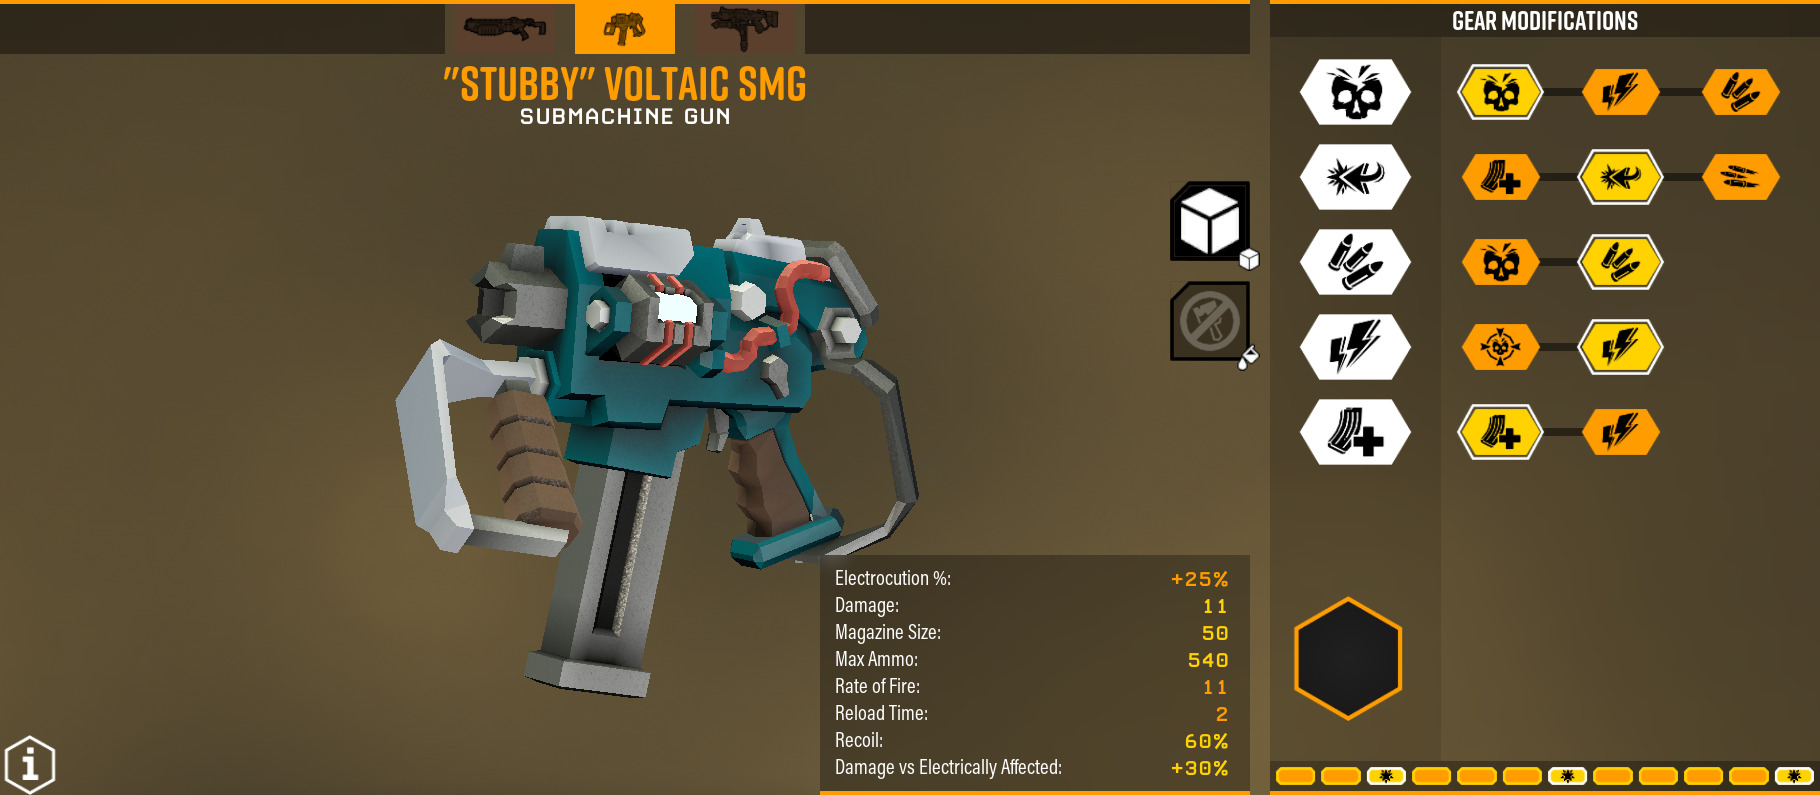 "STUBBY" VOLTAIC SMG
SUBMACHINE GUN
GEAR MODIFICATIONS
Electrocution %: +25%
Damage: 11
Magazine Size: 50
Max Ammo: 540
Rate of Fire: 11
Reload Time: 2
Recoil: 60%
Damage vs Electrically Affected: +30%